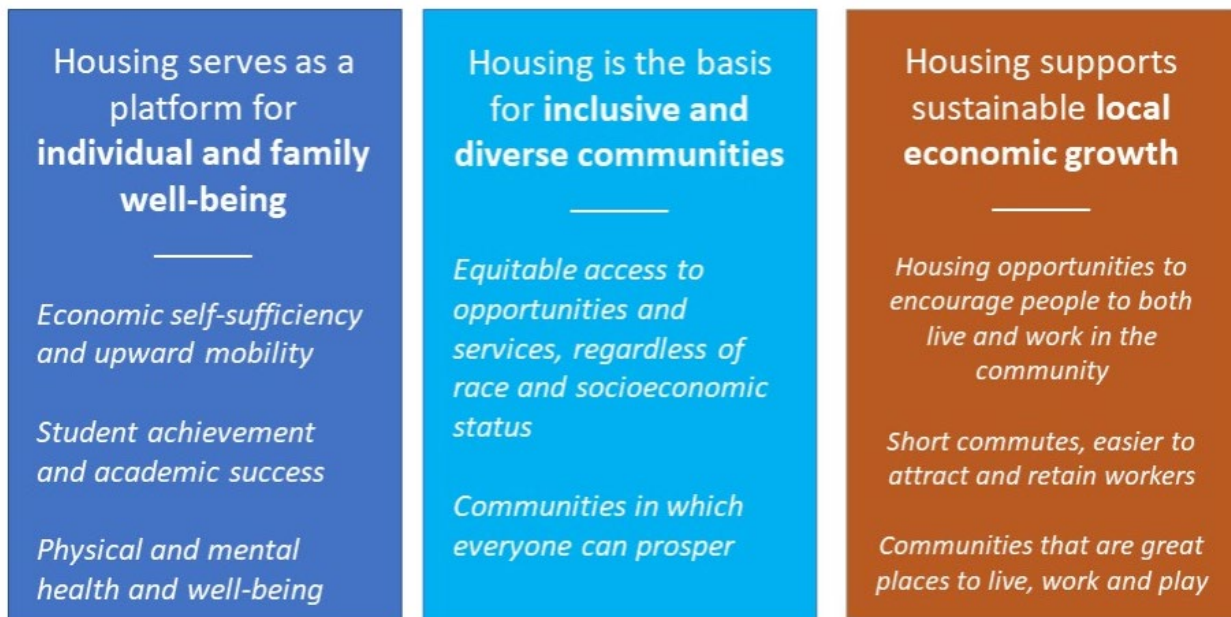 Housing serves as a
platform for
individual and family
well-being
Economic self-sufficiency
and upward mobility
Student achievement
and academic success
Physical and mental
health and well-being
Housing is the basis
for inclusive and
diverse communities
Equitable access to
opportunities and
services, regardless of
race and socioeconomic
status
Communities in which
everyone can prosper
Housing supports
sustainable local
economic growth
Housing opportunities to
encourage people to both
live and work in the
community
Short commutes, easier to
attract and retain workers
Communities that are great
places to live, work and play